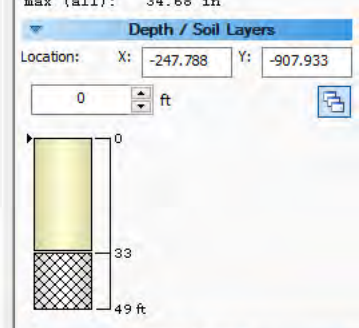 max (all): 34.68 in
Depth / Soil Layers
Location: X: -247.788 Y: -907.933
0 ft
0
33
49 ft